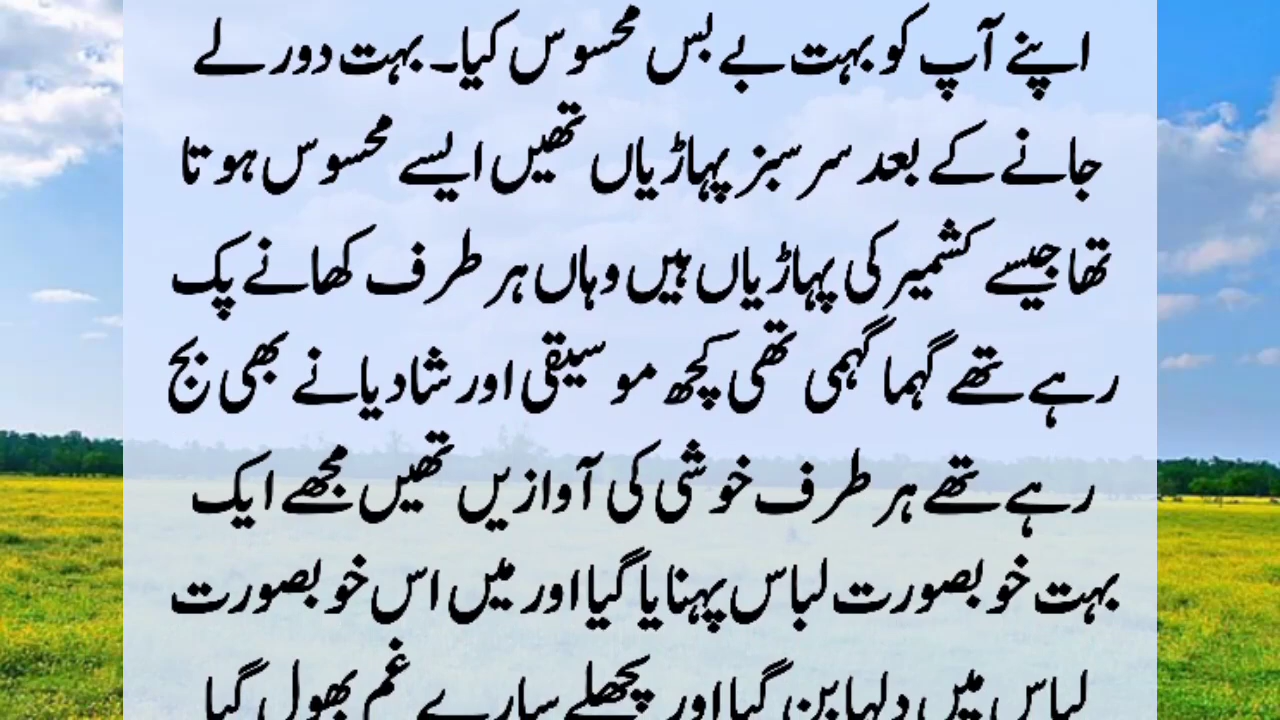 اپنے آپ کو بہت بے بس محسوس کیا۔ بہت دور لے
جانے کے بعد سر سبز پہاڑیاں تھیں ایسے محسوس ہوتا
تھا جیسے کشمیر کی پہاڑیاں ہیں وہاں ہر طرف کھانے پک
رہے تھے گہما گہمی تھی کچھ موسیقی اور شادیانے بھی بج
رہے تھے ہر طرف خوشی کی آوازیں تھیں مجھے ایک
بہت خوبصورت لباس پہنایا گیا اور میں اس خوبصورت
لباس میں دلہا بن گیا اور پچھلے سارے غم بھول گیا